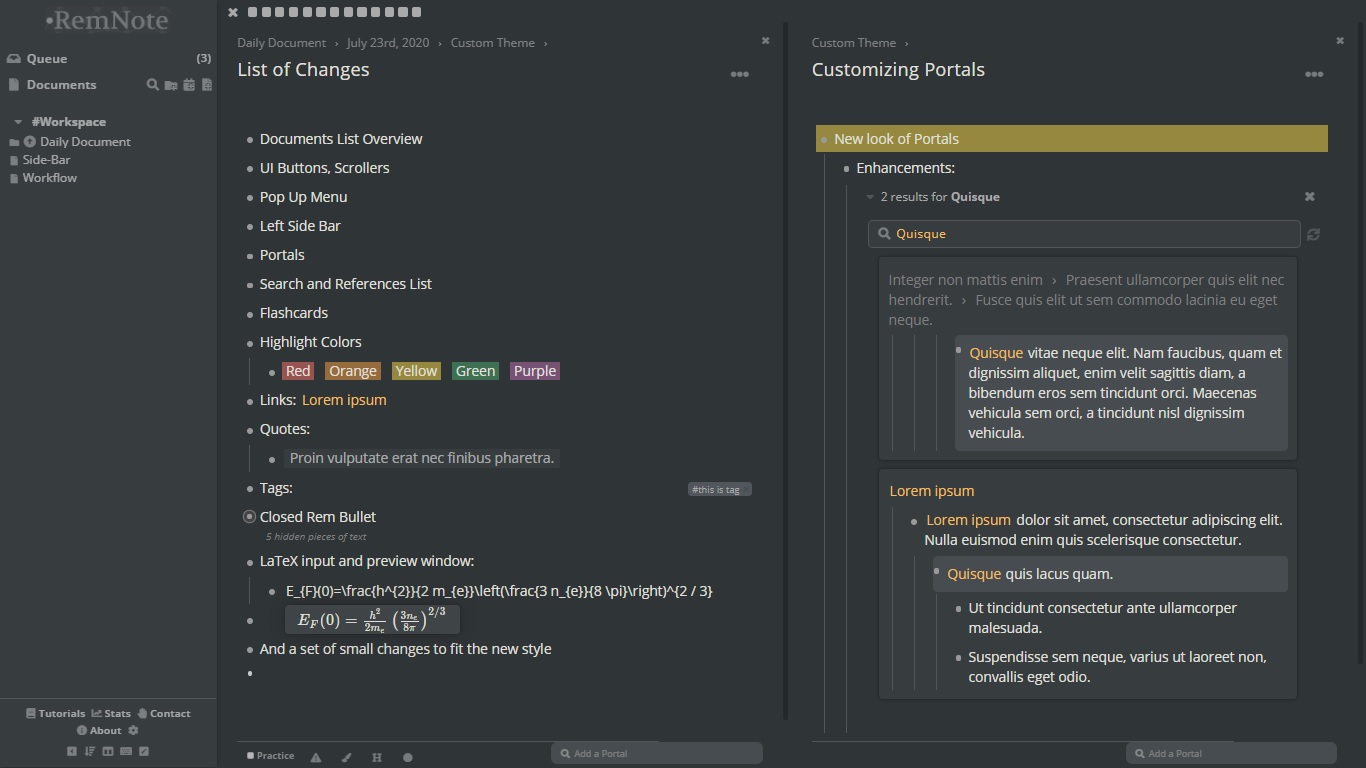 •RemNote
Queue (3)
Documents
#Workspace
Daily Document
Side-Bar
Workflow
Tutorials Stats Contact
About
Daily Document › July 23rd, 2020 › Custom Theme ›
List of Changes
Documents List Overview
UI Buttons, Scrollers
Pop Up Menu
Left Side Bar
Portals
Search and References List
Flashcards
Highlight Colors
Red Orange Yellow Green Purple
Links: Lorem ipsum
Quotes:
Proin vulputate erat nec finibus pharetra.
Tags: #this is tag
Closed Rem Bullet
5 hidden pieces of text
LaTeX input and preview window:
E_{F}(0)=\frac{h^{2}}{2 m_{e}}\left(\frac{3 n_{e}}{8 \pi}\right)^{2 / 3}
E_F(0) = h²/2mₑ (3nₑ/8π)^2/3
And a set of small changes to fit the new style
Practice H Add a Portal
Custom Theme ›
Customizing Portals
New look of Portals
Enhancements:
2 results for Quisque
Quisque
Integer non mattis enim › Praesent ullamcorper quis elit nec
hendrerit. › Fusce quis elit ut sem commodo lacinia eu eget
neque.
Quisque vitae neque elit. Nam faucibus, quam et
dignissim aliquet, enim velit sagittis diam, a
bibendum eros sem tincidunt orci. Maecenas
vehicula sem orci, a tincidunt nisl dignissim
vehicula.
Lorem ipsum
Lorem ipsum dolor sit amet, consectetur adipiscing elit.
Nulla euismod enim quis scelerisque consectetur.
Quisque quis lacus quam.
Ut tincidunt consectetur ante ullamcorper
malesuada.
Suspendisse sem neque, varius ut laoreet non,
convallis eget odio.
Add a Portal